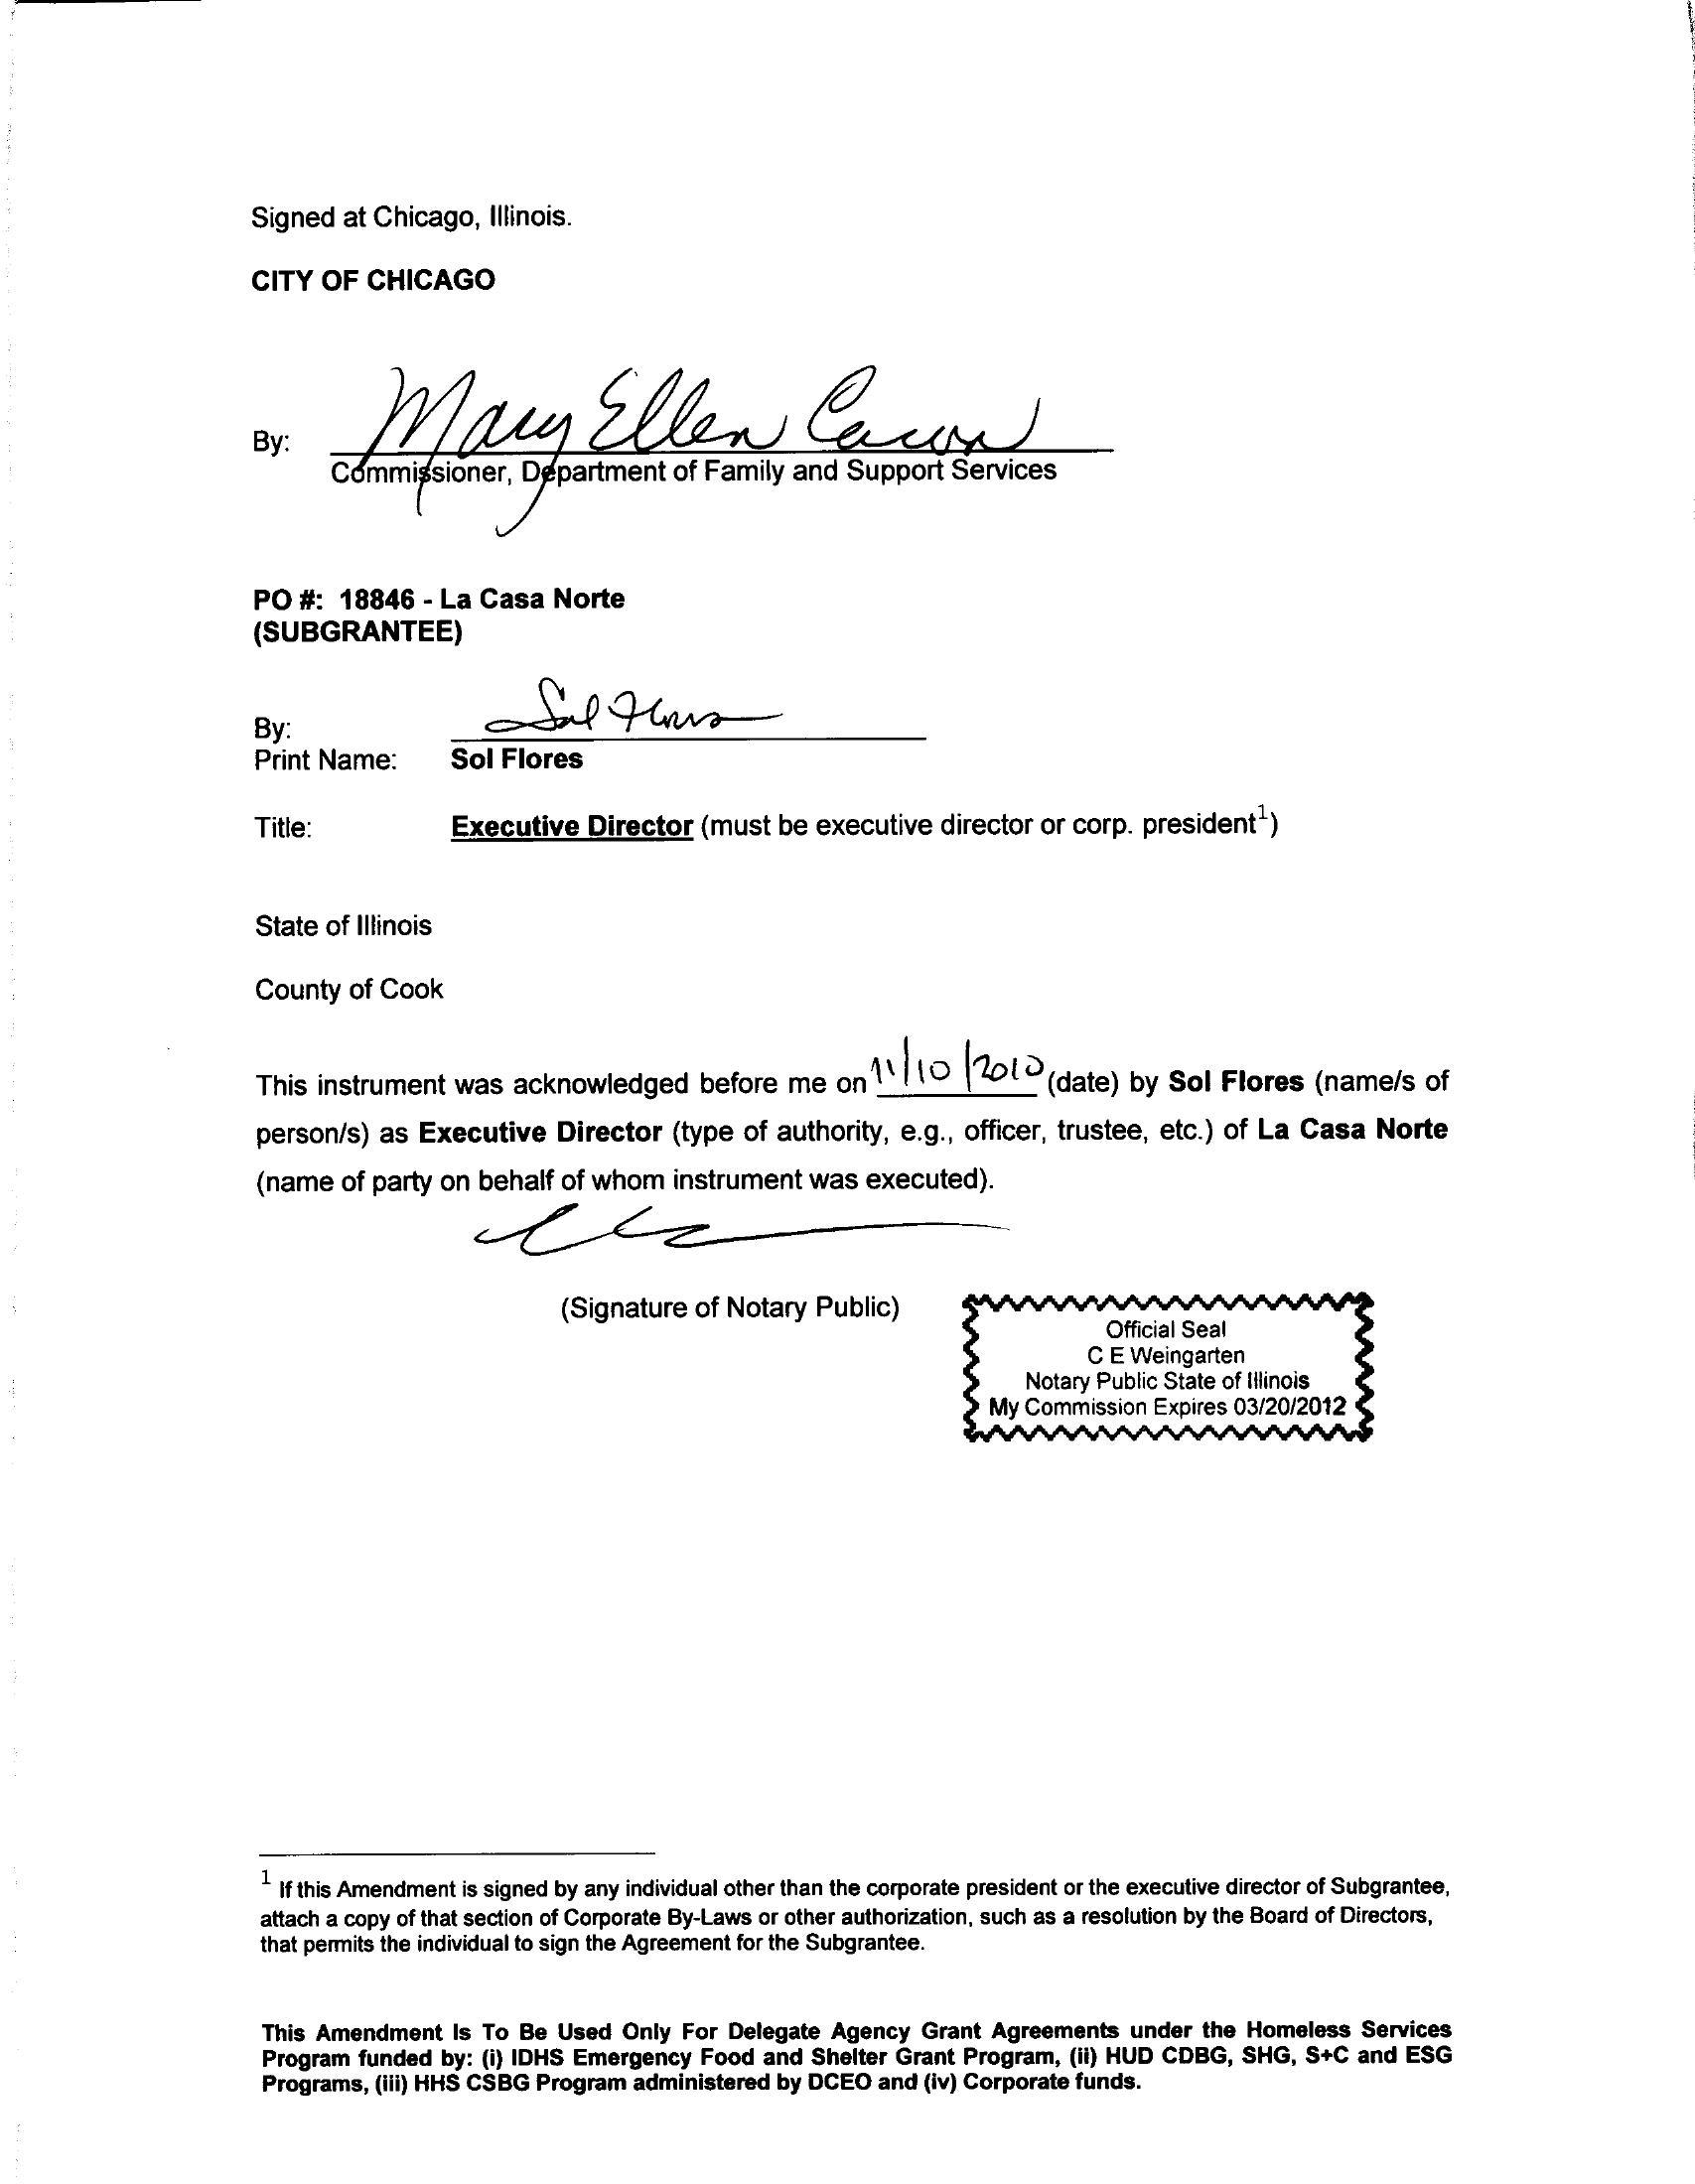 Signed at Chicago, Illinois.
CITY OF CHICAGO
By: Mary Ellen
Commissioner, Department of Family and Support Services
PO #: 18846 - La Casa Norte
(SUBGRANTEE)
By: Sol Flores
Print Name: Sol Flores
Title: Executive Director (must be executive director or corp. president¹)
State of Illinois
County of Cook
This instrument was acknowledged before me on 11/10/2010 (date) by Sol Flores (name/s of
person/s) as Executive Director (type of authority, e.g., officer, trustee, etc.) of La Casa Norte
(name of party on behalf of whom instrument was executed).
(Signature of Notary Public)
Official Seal
C E Weingarten
Notary Public State of Illinois
My Commission Expires 03/20/2012
¹ If this Amendment is signed by any individual other than the corporate president or the executive director of Subgrantee,
attach a copy of that section of Corporate By-Laws or other authorization, such as a resolution by the Board of Directors,
that permits the individual to sign the Agreement for the Subgrantee.
This Amendment Is To Be Used Only For Delegate Agency Grant Agreements under the Homeless Services
Program funded by: (i) IDHS Emergency Food and Shelter Grant Program, (ii) HUD CDBG, SHG, S+C and ESG
Programs, (iii) HHS CSBG Program administered by DCEO and (iv) Corporate funds.